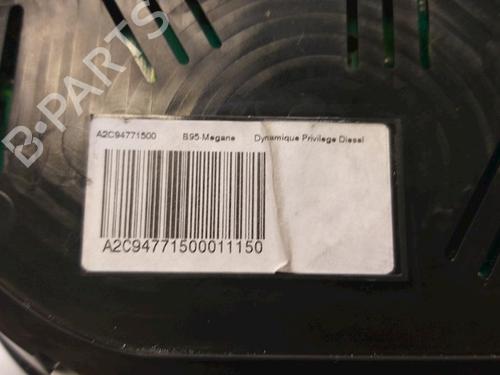 B-PARTS
A2C94771500 B95-Megane Dynamique Privilege Diesel
A2C94771500011150